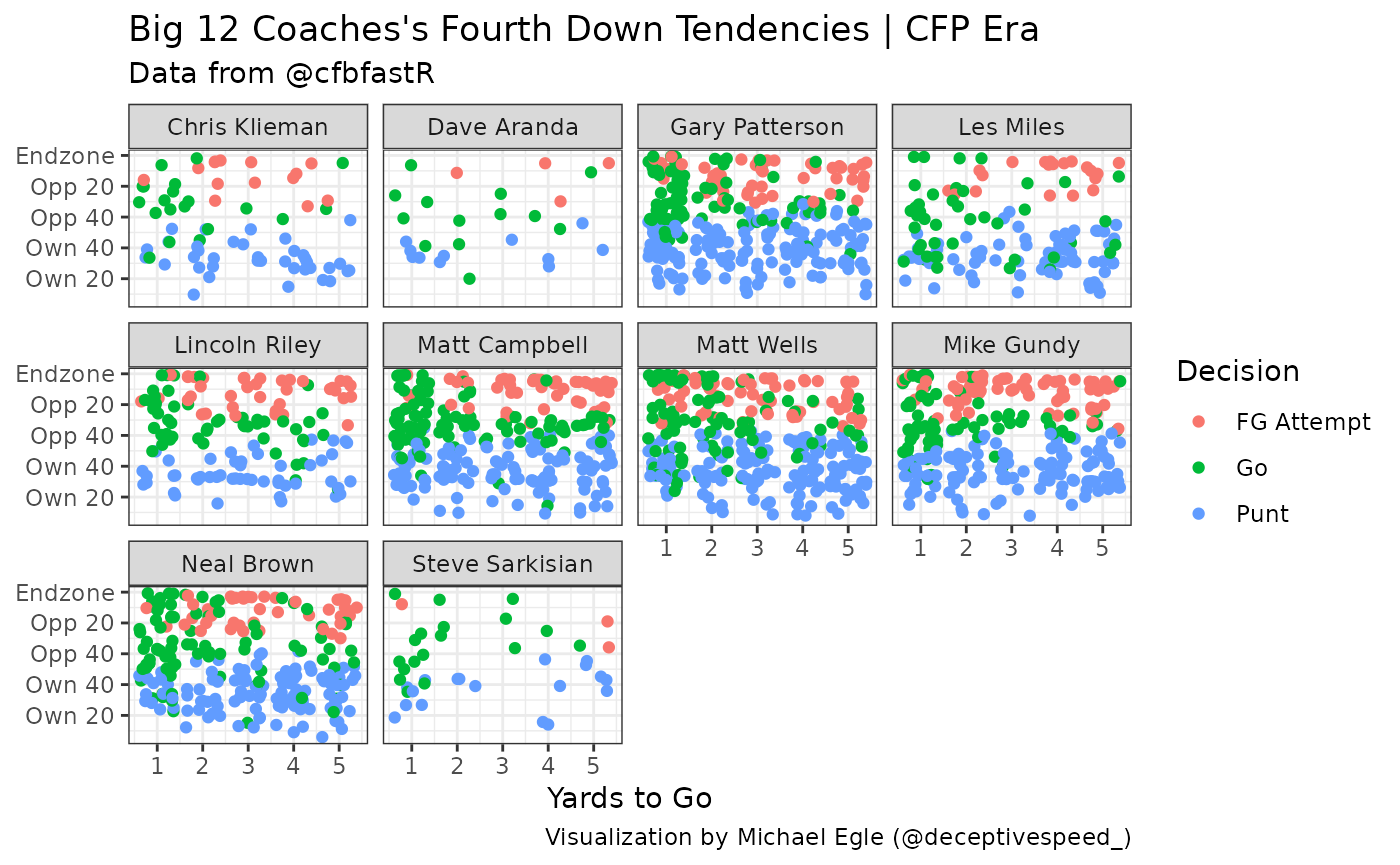 Big 12 Coaches's Fourth Down Tendencies | CFP Era
Data from @cfbfastR
Chris Klieman
Dave Aranda
Gary Patterson
Les Miles
Endzone
Opp 20
Opp 40
Own 40
Own 20
Lincoln Riley
Matt Campbell
Matt Wells
Mike Gundy
Endzone
Opp 20
Opp 40
Own 40
Own 20
1 2 3 4 5
1 2 3 4 5
Neal Brown
Steve Sarkisian
Endzone
Opp 20
Opp 40
Own 40
Own 20
1 2 3 4 5
1 2 3 4 5
Yards to Go
Decision
FG Attempt
Go
Punt
Visualization by Michael Egle (@deceptivespeed_)